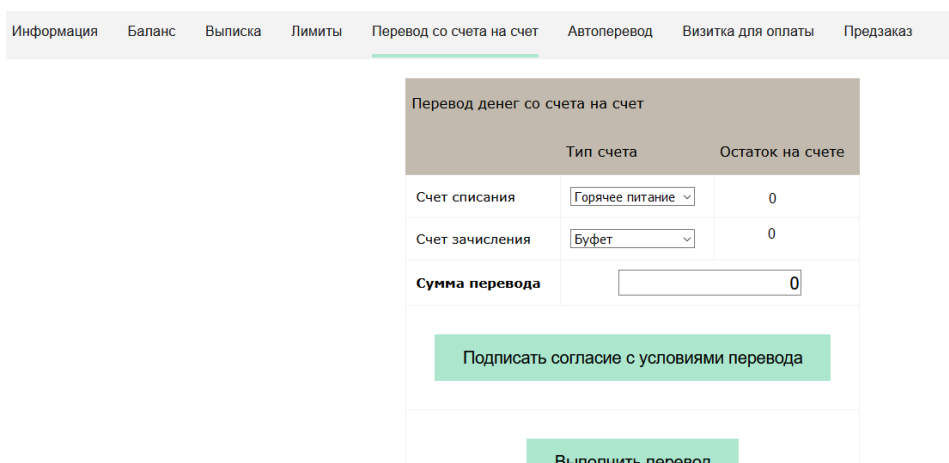 Информация Баланс Выписка Лимиты Перевод со счета на счет Автоперевод Визитка для оплаты Предзаказ
Перевод денег со счета на счет
Тип счета Остаток на счете
Счет списания Горячее питание 0
Счет зачисления Буфет 0
Сумма перевода 0
Подписать согласие с условиями перевода
Выполнить перевод